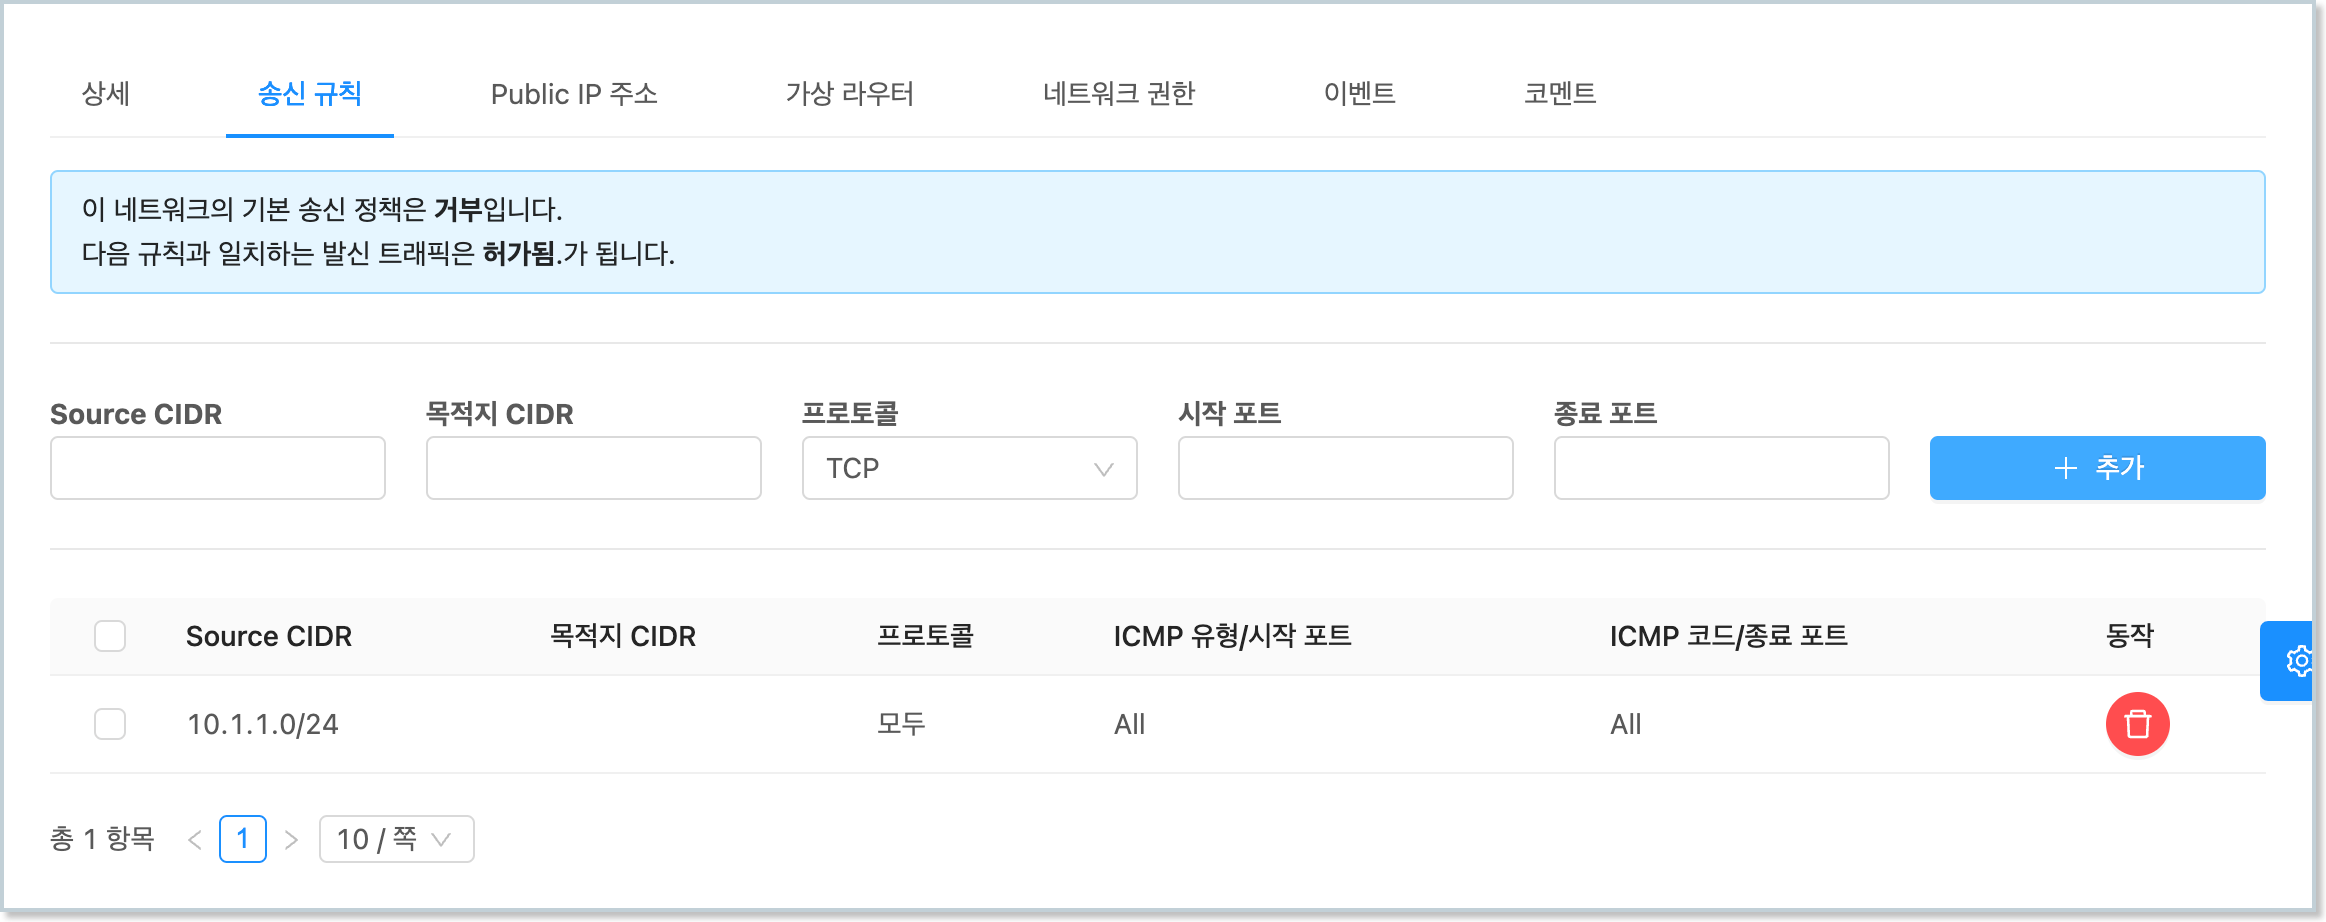 상세 송신 규칙 Public IP 주소 가상 라우터 네트워크 권한 이벤트 코멘트
이 네트워크의 기본 송신 정책은 거부입니다.
다음 규칙과 일치하는 발신 트래픽은 허가됨.가 됩니다.
Source CIDR 목적지 CIDR 프로토콜 시작 포트 종료 포트
TCP 추가
Source CIDR 목적지 CIDR 프로토콜 ICMP 유형/시작 포트 ICMP 코드/종료 포트 동작
10.1.1.0/24 모두 All All
총 1 항목 < 1 > 10 / 쪽